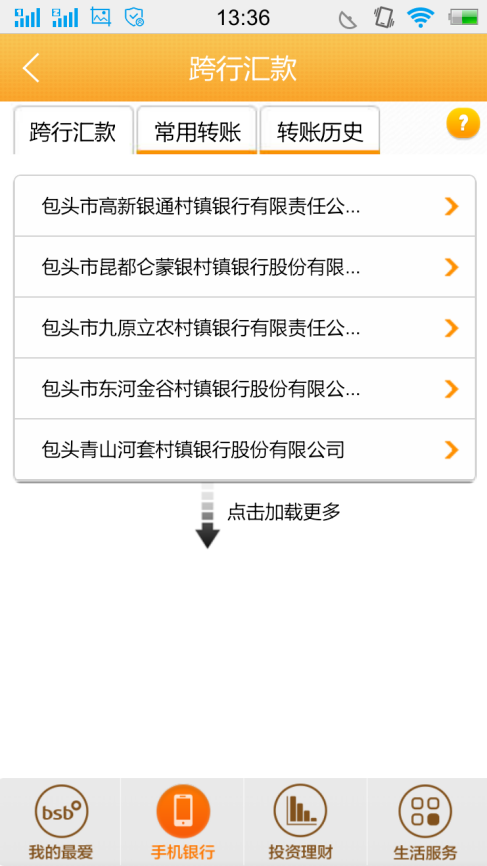 13:36
跨行汇款
跨行汇款 常用转账 转账历史 ?
包头市高新银通村镇银行有限责任公...
包头市昆都仑蒙银村镇银行股份有限...
包头市九原立农村镇银行有限责任公...
包头市东河金谷村镇银行股份有限公...
包头青山河套村镇银行股份有限公司
点击加载更多
bsb
我的最爱 手机银行 投资理财 生活服务